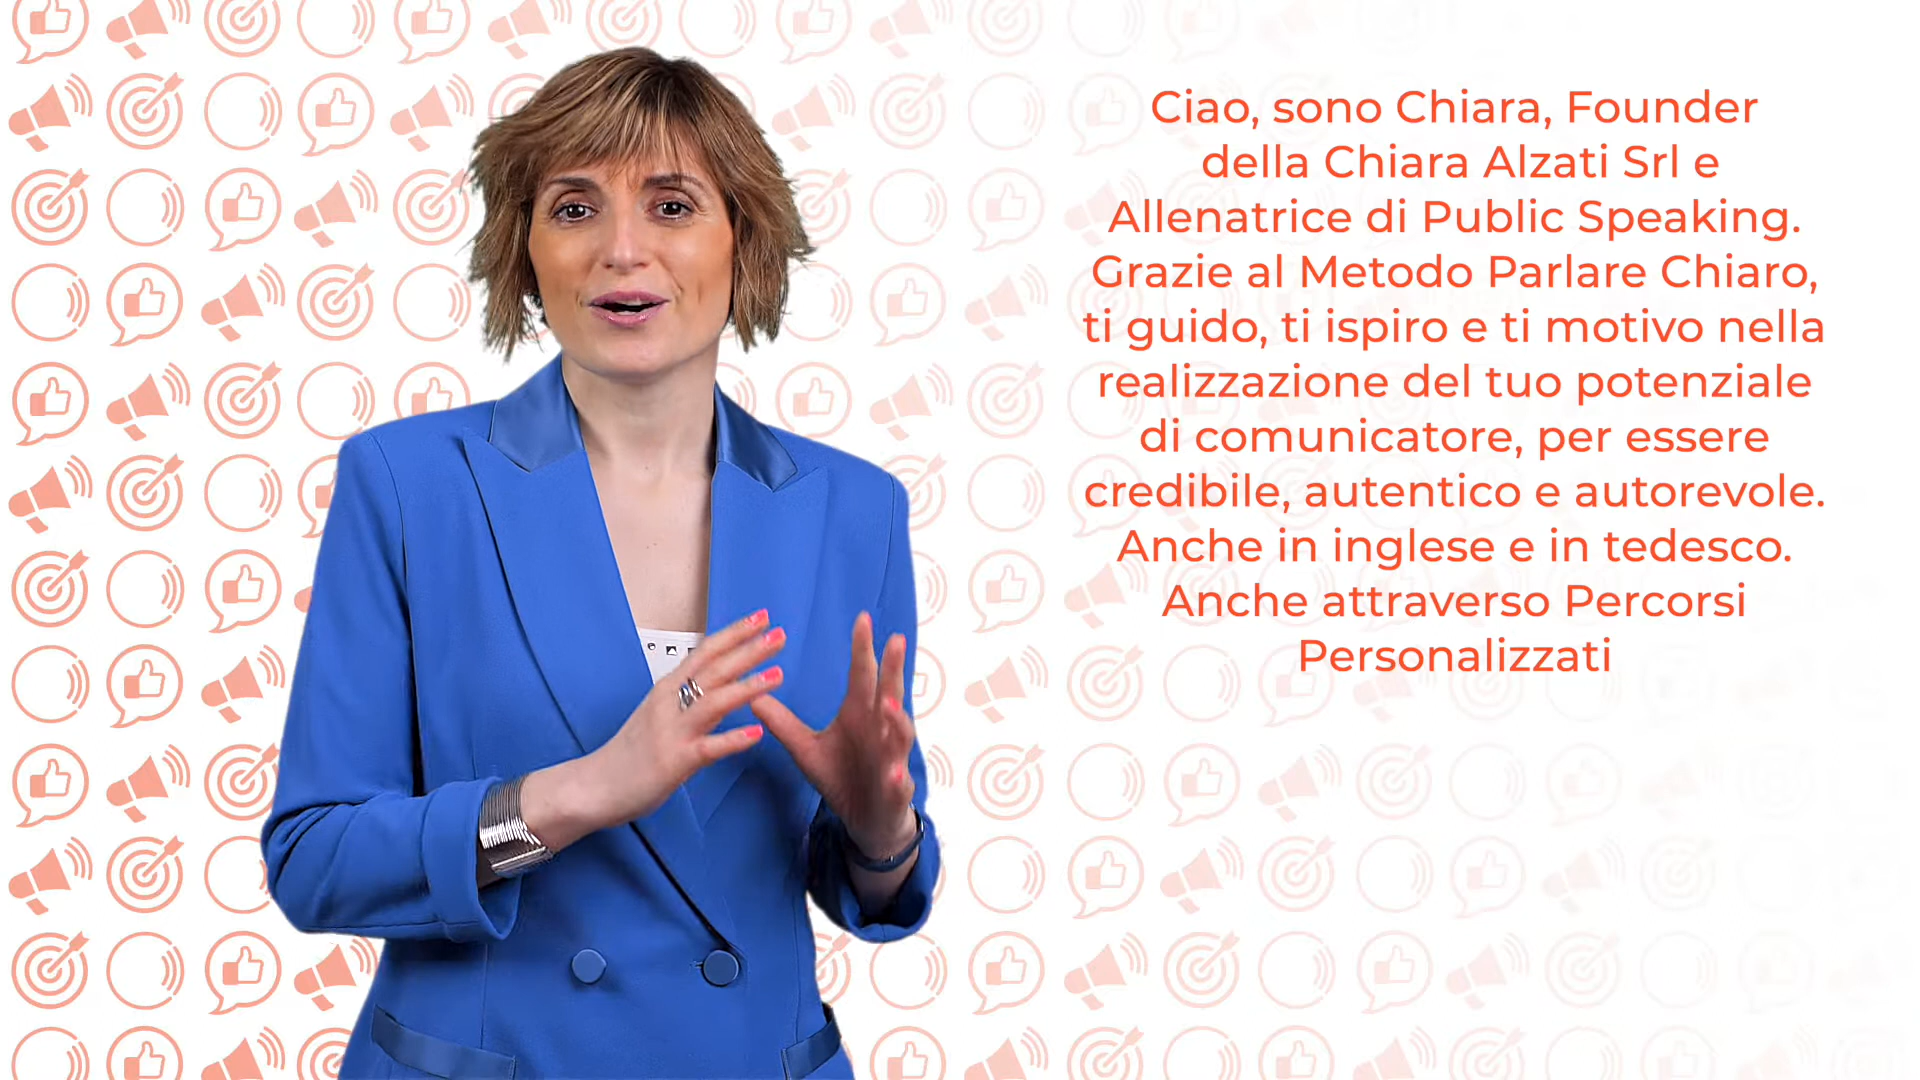 Ciao, sono Chiara, Founder
della Chiara Alzati Srl e
Allenatrice di Public Speaking.
Grazie al Metodo Parlare Chiaro,
ti guido, ti ispiro e ti motivo nella
realizzazione del tuo potenziale
di comunicatore, per essere
credibile, autentico e autorevole.
Anche in inglese e in tedesco.
Anche attraverso Percorsi
Personalizzati